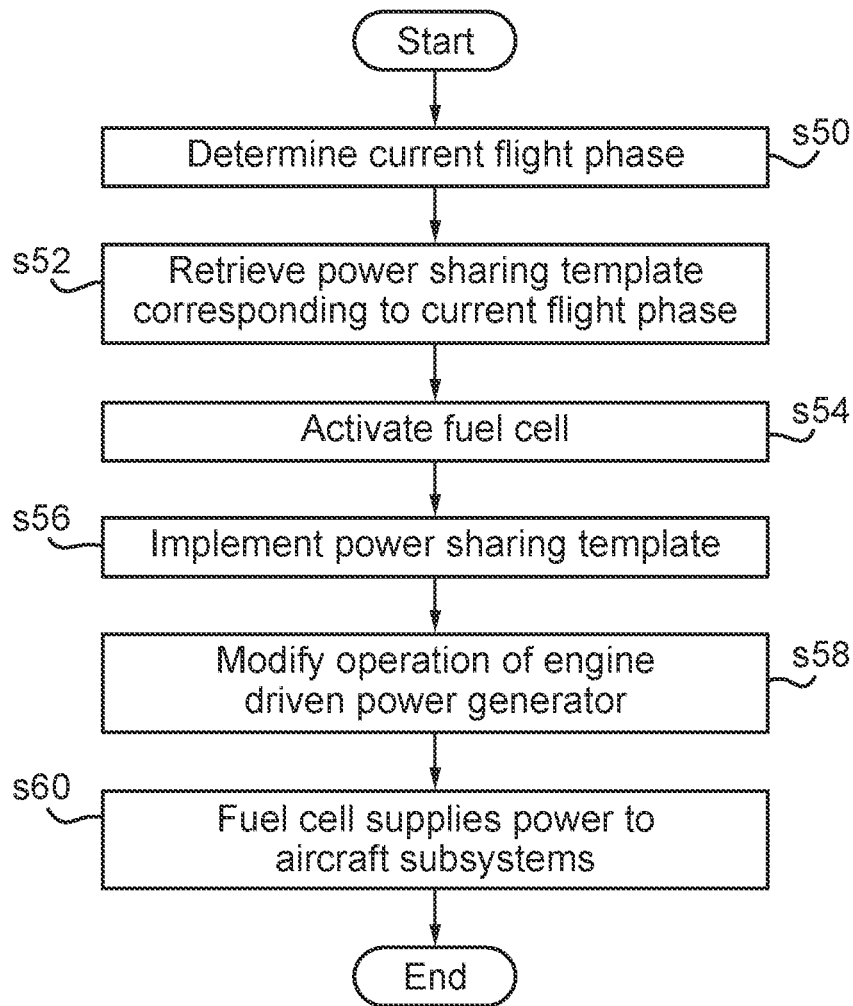 Start
Determine current flight phase
s50
s52
Retrieve power sharing template
corresponding to current flight phase
Activate fuel cell
s54
s56
Implement power sharing template
Modify operation of engine
driven power generator
s58
s60
Fuel cell supplies power to
aircraft subsystems
End